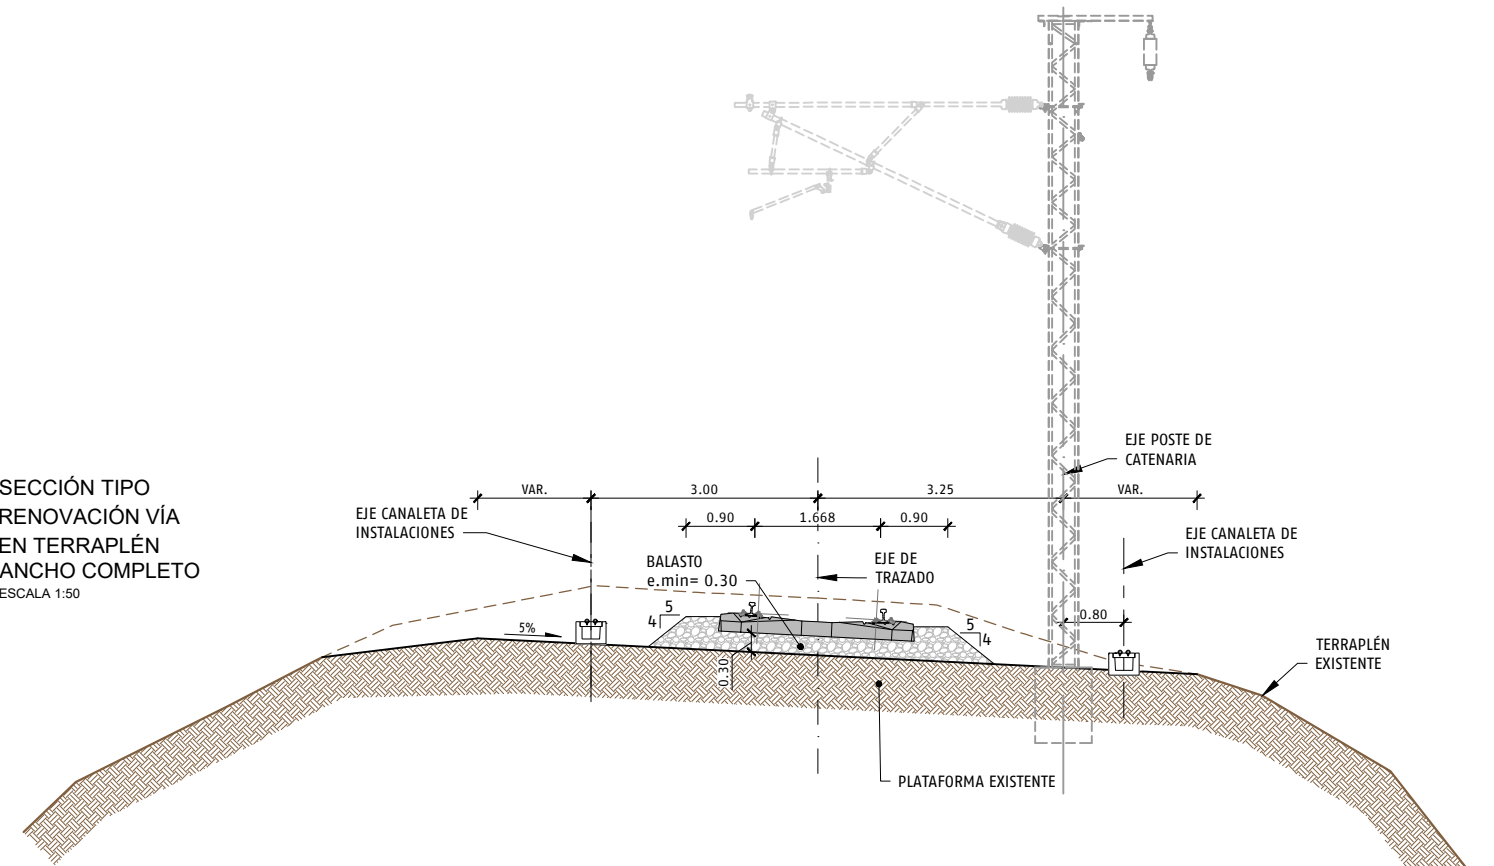 EJE POSTE DE
CATENARIA
SECCIÓN TIPO
RENOVACIÓN VÍA
EN TERRAPLÉN
ANCHO COMPLETO
ESCALA 1:50
VAR.
3.00
3.25
VAR.
EJE CANALETA DE
INSTALACIONES
0.90
1.668
0.90
EJE CANALETA DE
INSTALACIONES
BALASTO
e.min= 0.30
EJE DE
TRAZADO
5
4
5
4
5%
0.80
0.30
TERRAPLÉN
EXISTENTE
PLATAFORMA EXISTENTE